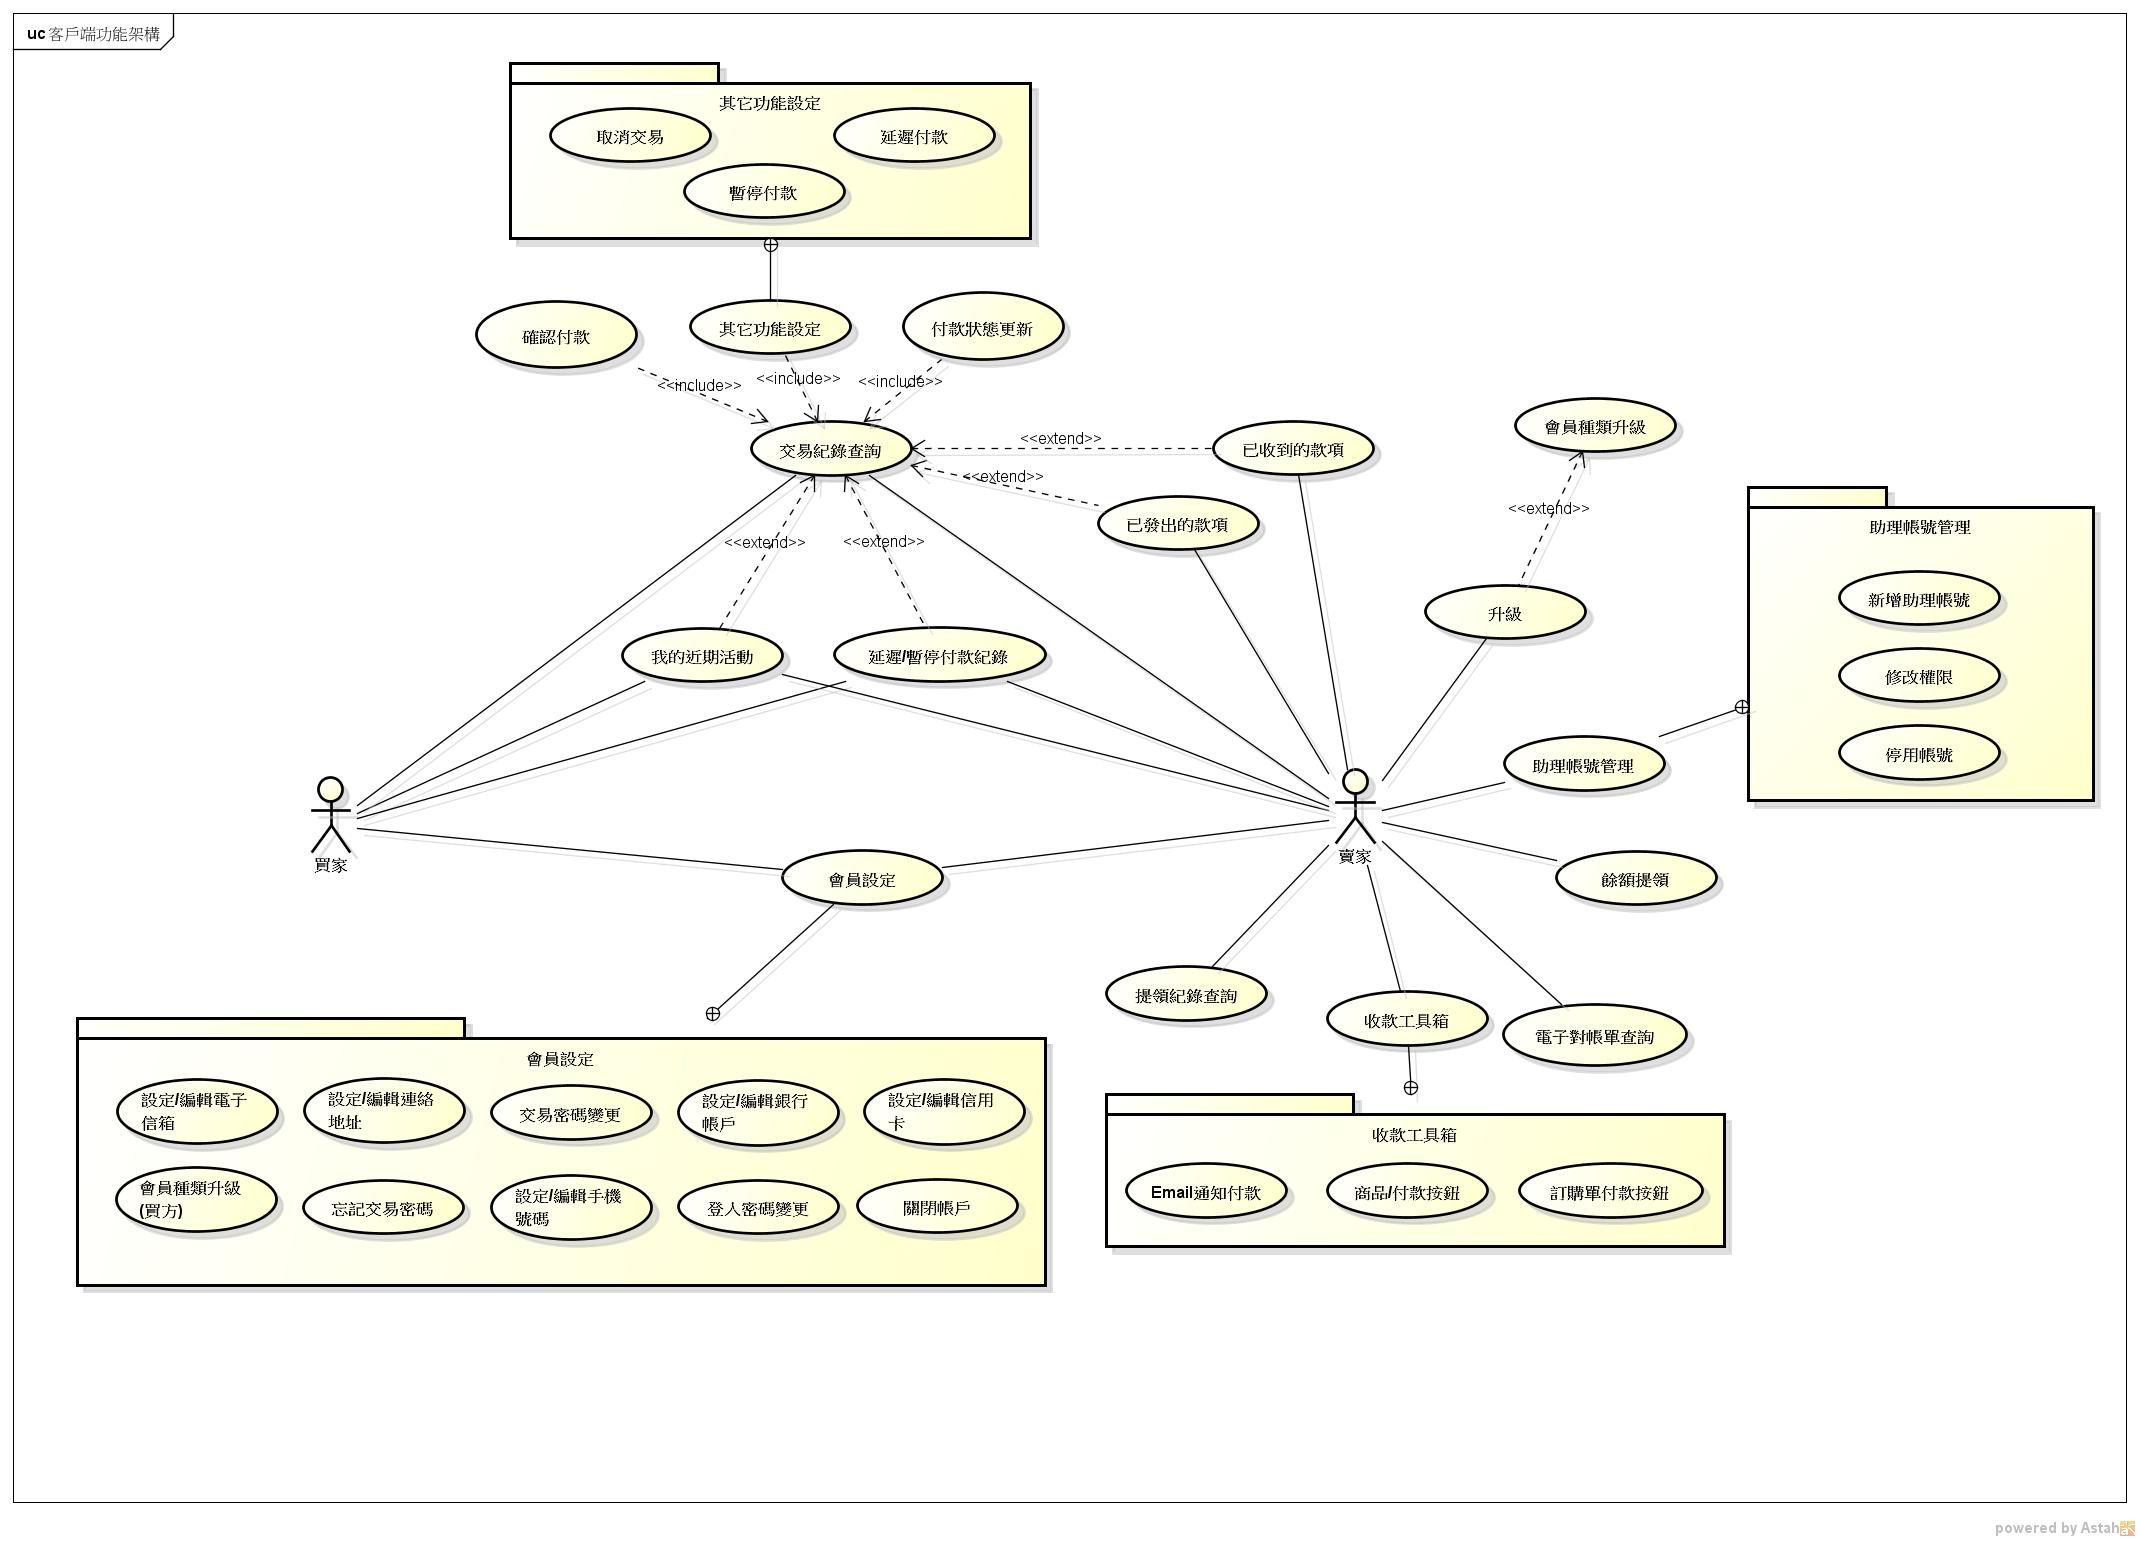 uc 客戶端功能架構
其它功能設定
取消交易
延遲付款
暫停付款
確認付款
其它功能設定
付款狀態更新
<<include>>
<<include>>
<<include>>
交易紀錄查詢
<<extend>>
已收到的款項
會員種類升級
<<extend>>
已發出的款項
<<extend>>
助理帳號管理
<<extend>>
<<extend>>
新增助理帳號
升級
我的近期活動
延遲/暫停付款紀錄
修改權限
助理帳號管理
停用帳號
買家
賣家
會員設定
餘額提領
提領紀錄查詢
收款工具箱
電子對帳單查詢
會員設定
設定/編輯電子
信箱
設定/編輯連絡
地址
交易密碼變更
設定/編輯銀行
帳戶
設定/編輯信用
卡
會員種類升級
(買方)
忘記交易密碼
設定/編輯手機
號碼
登入密碼變更
關閉帳戶
收款工具箱
Email通知付款
商品/付款按鈕
訂購單付款按鈕
powered by Astah